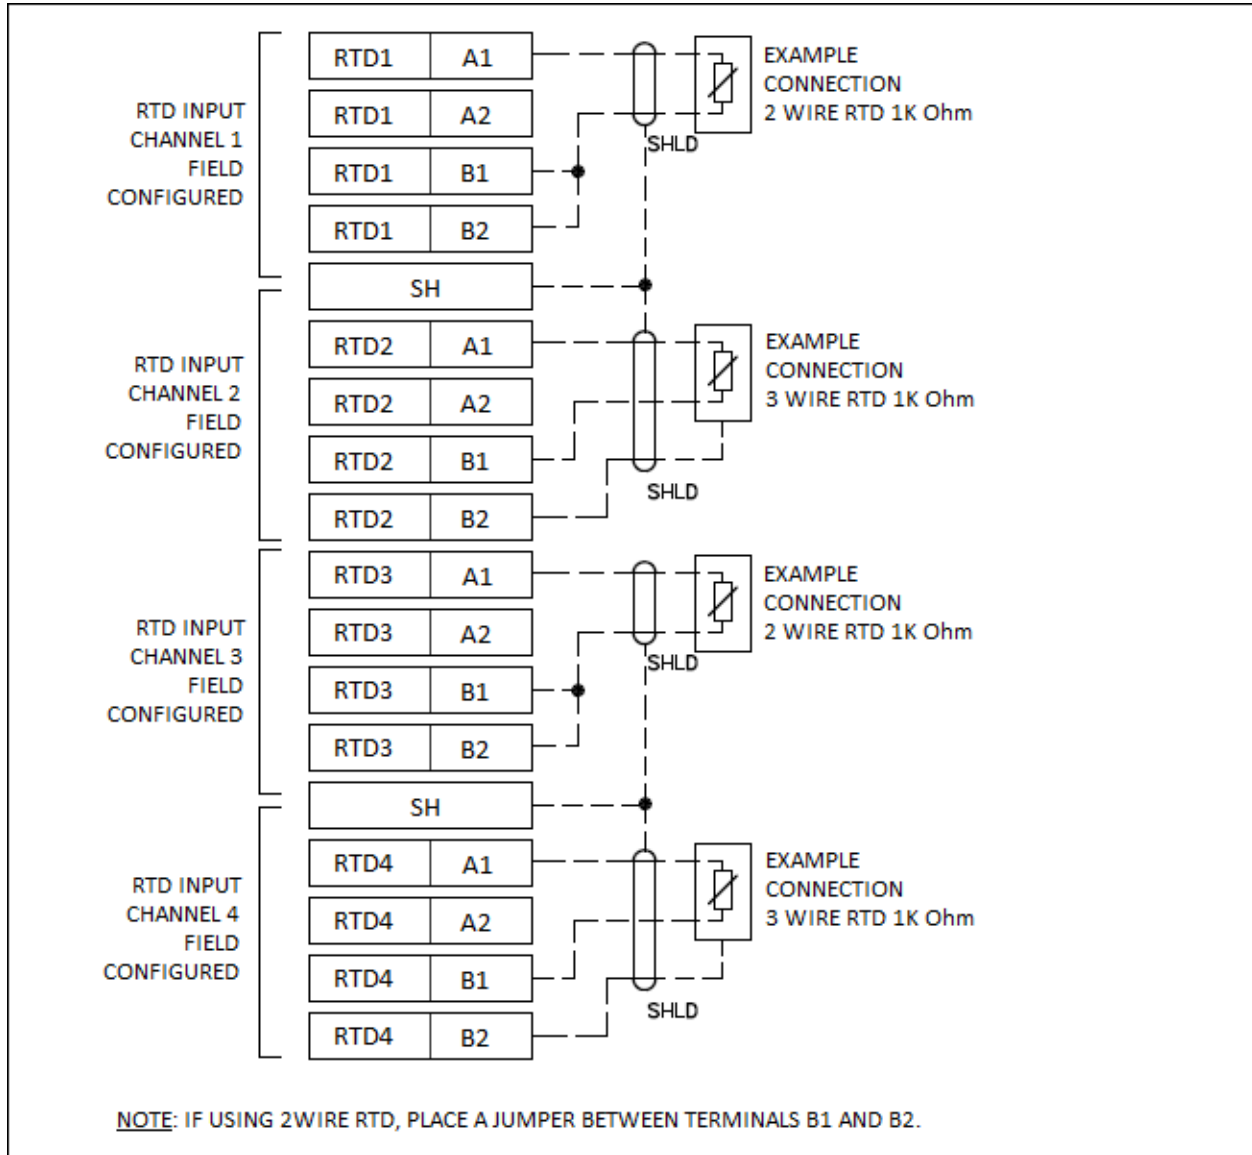 RTD INPUT
CHANNEL 1
FIELD
CONFIGURED
RTD1 A1
RTD1 A2
RTD1 B1
RTD1 B2
SH
SHLD
EXAMPLE
CONNECTION
2 WIRE RTD 1K Ohm
RTD INPUT
CHANNEL 2
FIELD
CONFIGURED
RTD2 A1
RTD2 A2
RTD2 B1
RTD2 B2
SHLD
EXAMPLE
CONNECTION
3 WIRE RTD 1K Ohm
RTD INPUT
CHANNEL 3
FIELD
CONFIGURED
RTD3 A1
RTD3 A2
RTD3 B1
RTD3 B2
SH
SHLD
EXAMPLE
CONNECTION
2 WIRE RTD 1K Ohm
RTD INPUT
CHANNEL 4
FIELD
CONFIGURED
RTD4 A1
RTD4 A2
RTD4 B1
RTD4 B2
SHLD
EXAMPLE
CONNECTION
3 WIRE RTD 1K Ohm
NOTE: IF USING 2WIRE RTD, PLACE A JUMPER BETWEEN TERMINALS B1 AND B2.